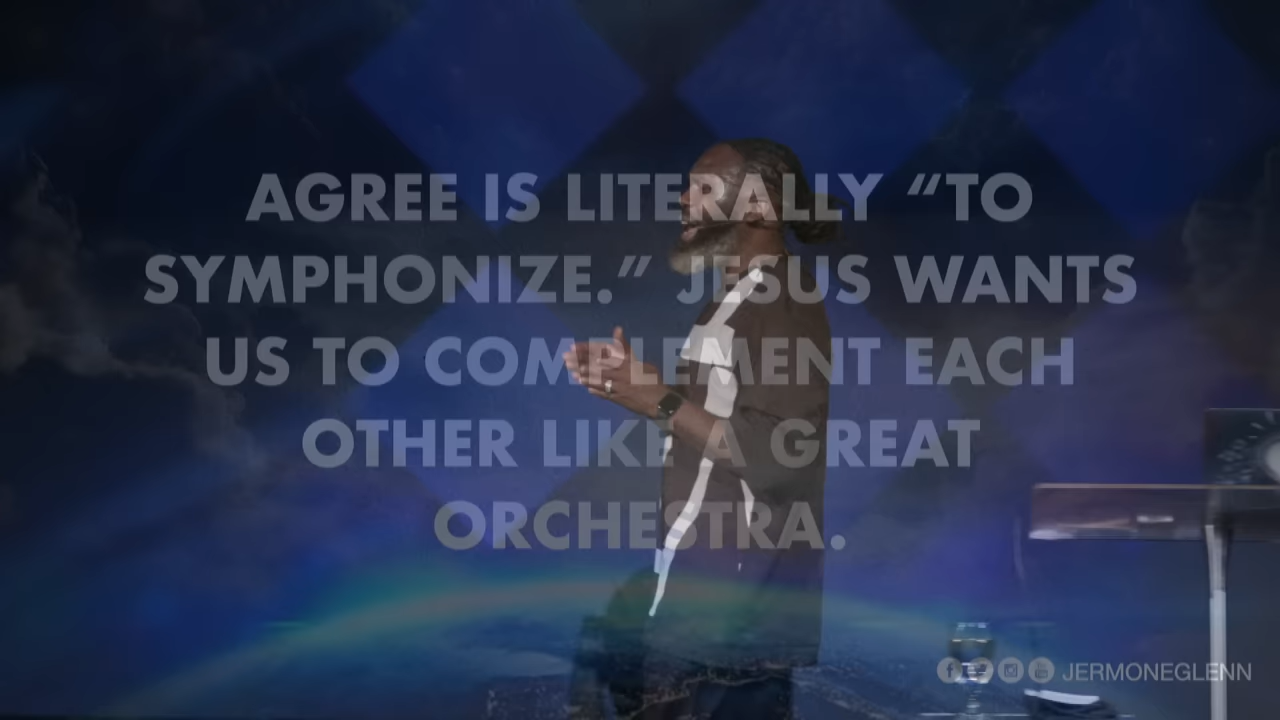 AGREE IS LITERALLY “TO
SYMPHONIZE.” JESUS WANTS
US TO COMPLEMENT EACH
OTHER LIKE A GREAT
ORCHESTRA.
JERMONEGLENN